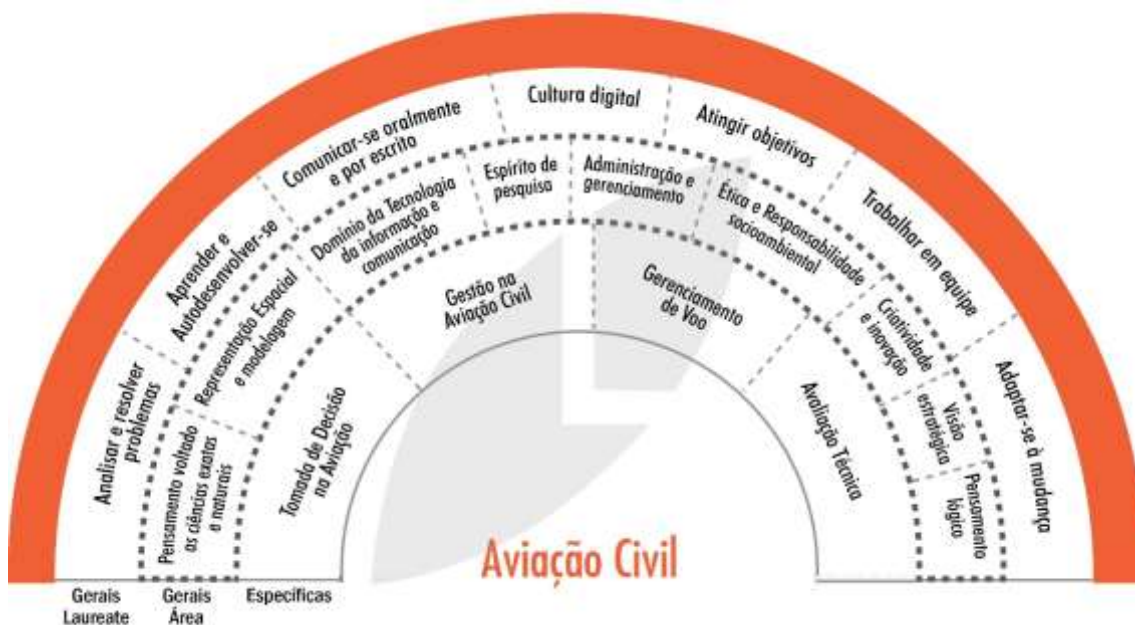 Analisar e resolver
problemas
Aprender e
Autodesenvolver-se
Comunicar-se oralmente
e por escrito
Cultura digital
Atingir objetivos
Trabalhar em equipe
Adaptar-se à mudança
Pensamento voltado
as ciências exatas
e naturais
Representação Espacial
e modelagem
Domínio da Tecnologia
da informação e
comunicação
Espírito de
pesquisa
Administração e
gerenciamento
Ética e Responsabilidade
socioambiental
Criatividade
e inovação
Visão
estratégica
Pensamento
lógico
Tomada de Decisão
na Aviação
Gestão na
Aviação Civil
Gerenciamento
de Voo
Avaliação Técnica
Aviação Civil
Gerais
Laureate
Gerais
Área
Específicas